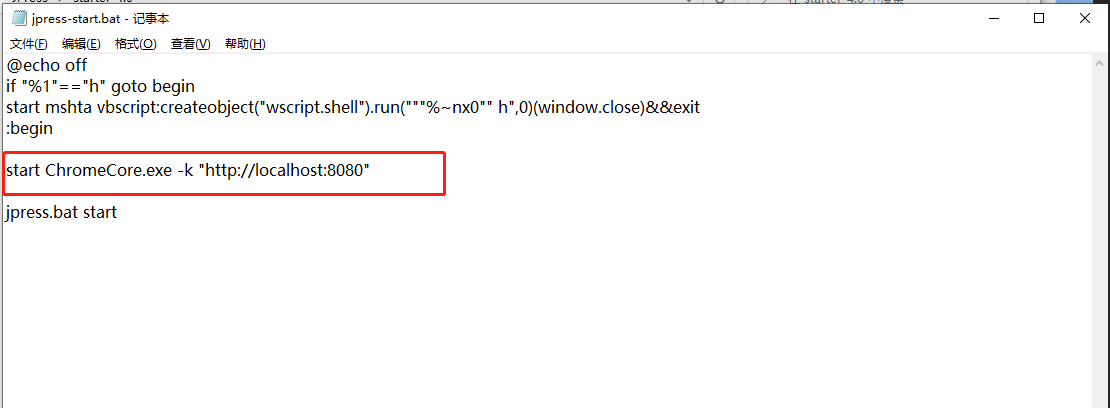 jpress-start.bat - 记事本
文件(F) 编辑(E) 格式(O) 查看(V) 帮助(H)
@echo off
if "%1"=="h" goto begin
start mshta vbscript:createobject("wscript.shell").run("""%~nx0"" h",0)(window.close)&&exit
:begin
start ChromeCore.exe -k "http://localhost:8080"
jpress.bat start